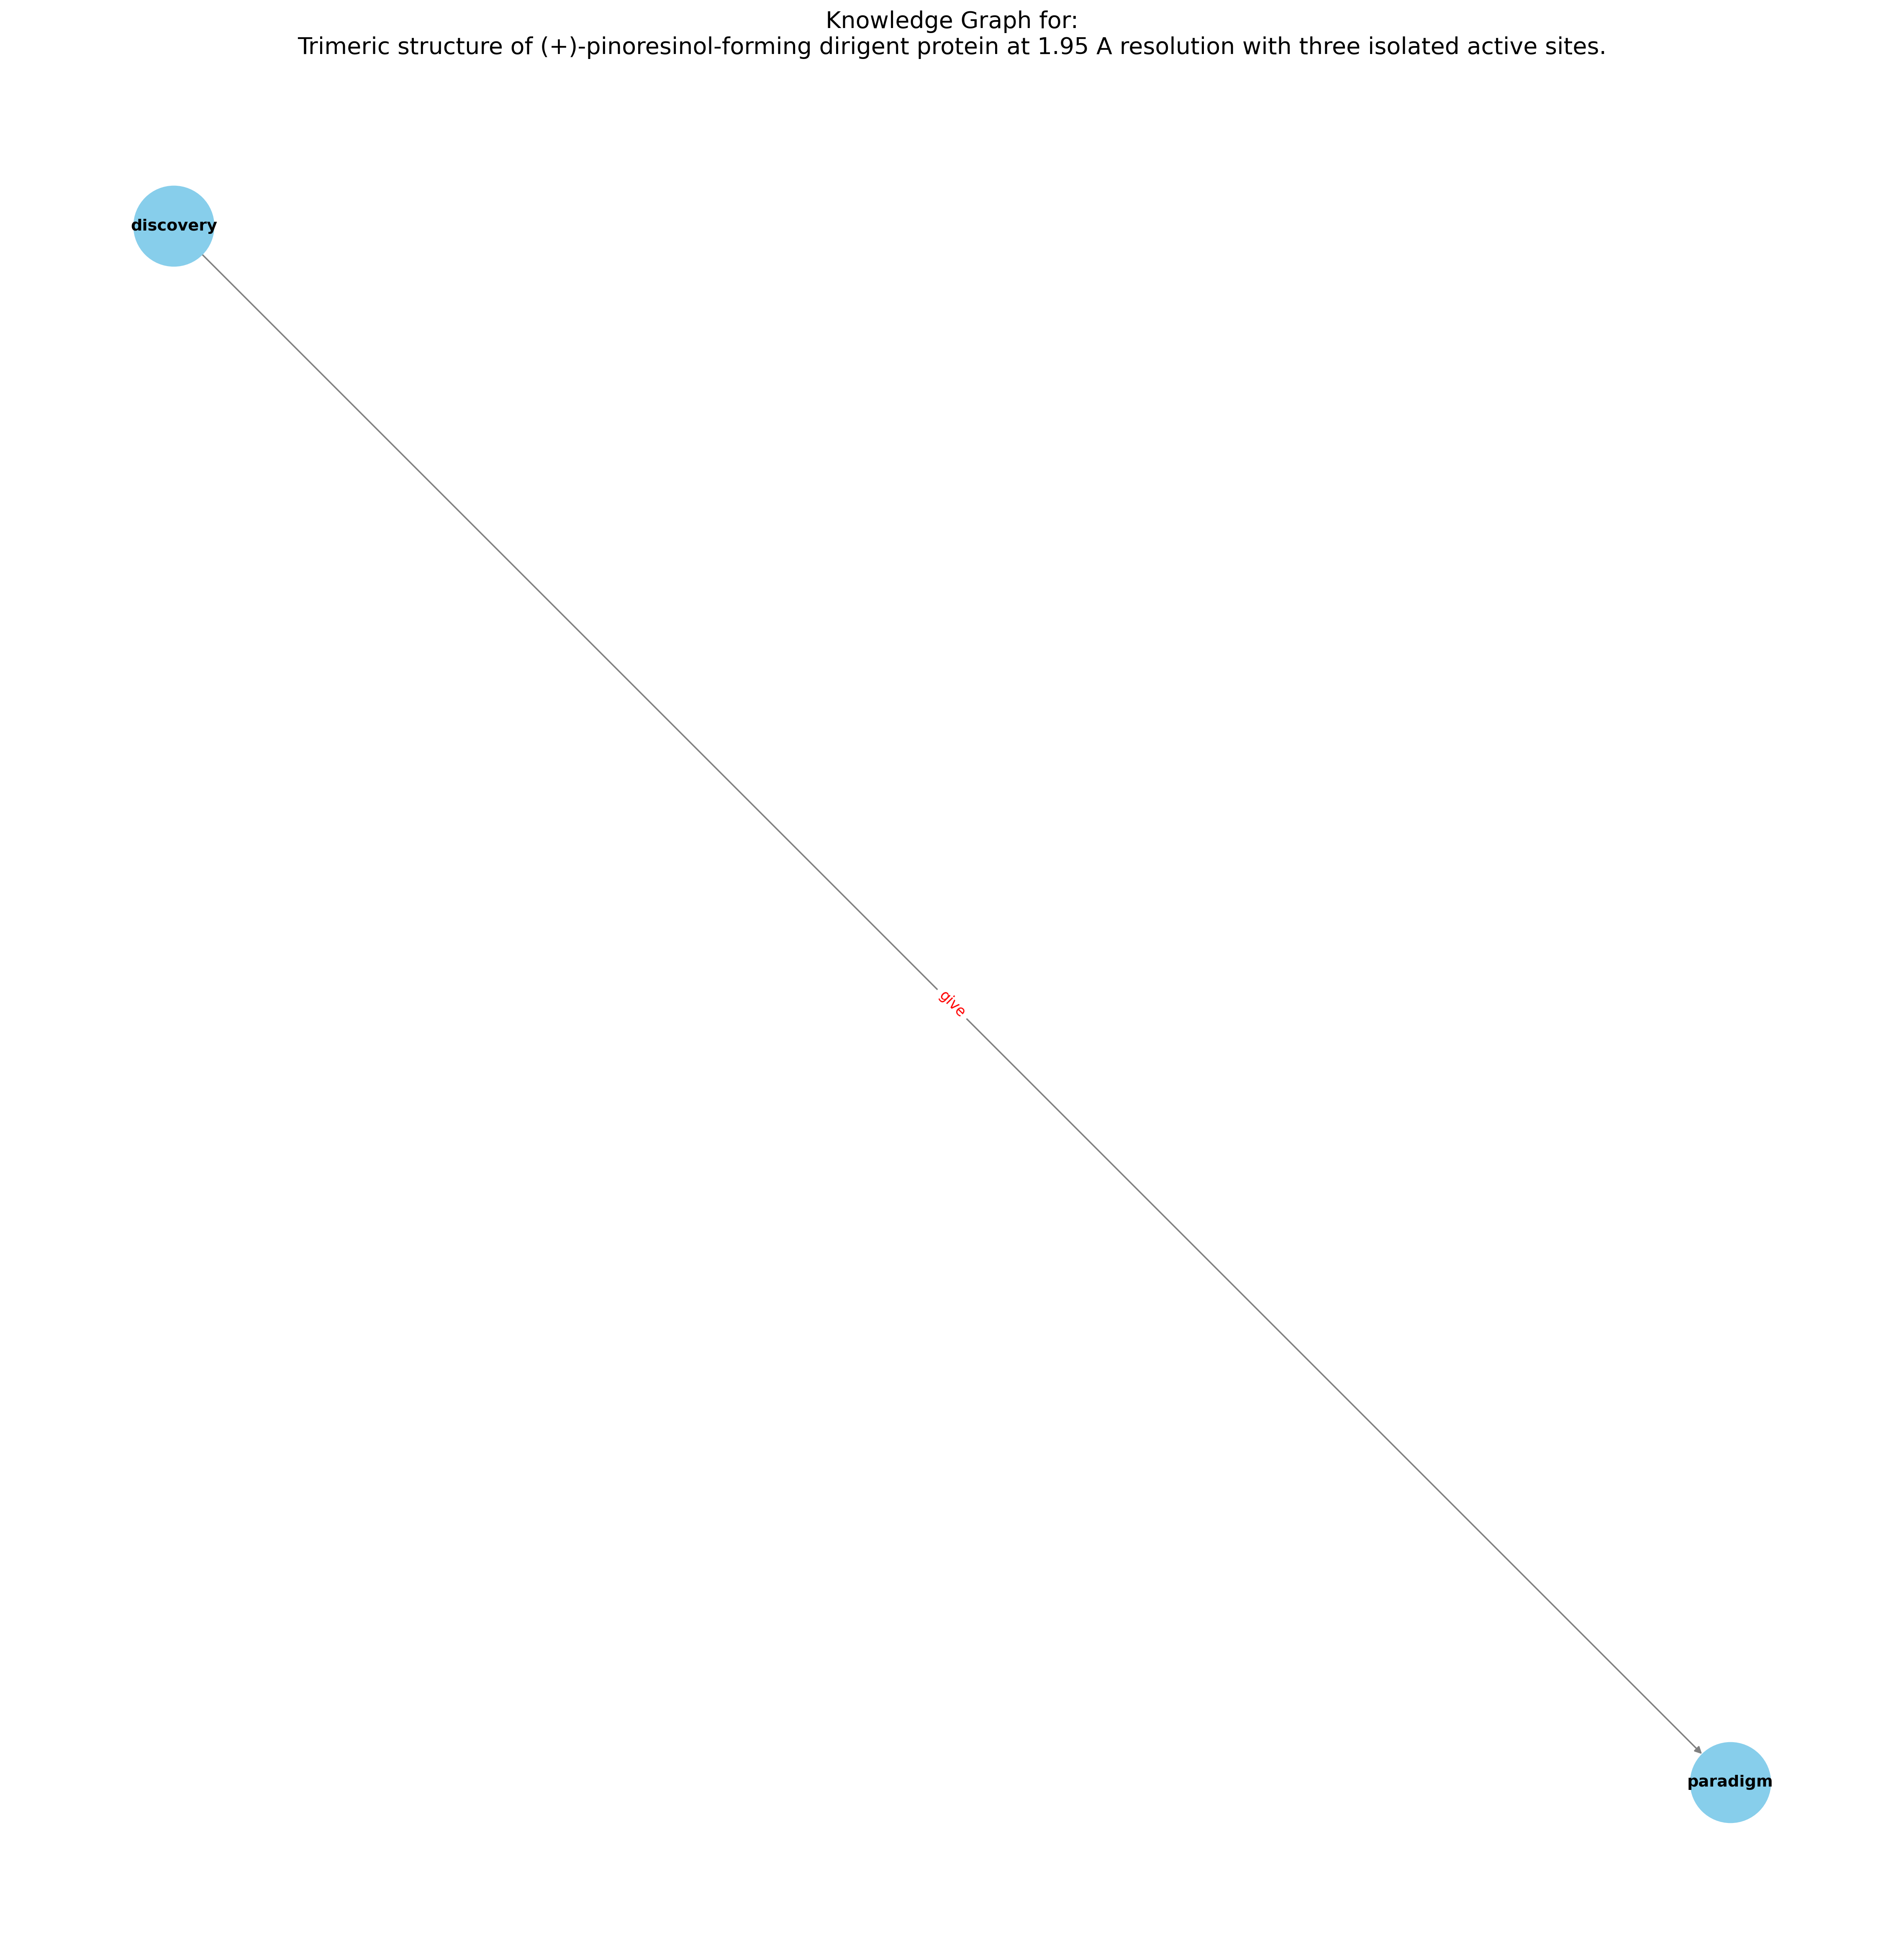 Knowledge Graph for:
Trimeric structure of (+)-pinoresinol-forming dirigent protein at 1.95 A resolution with three isolated active sites.
discovery
give
paradigm